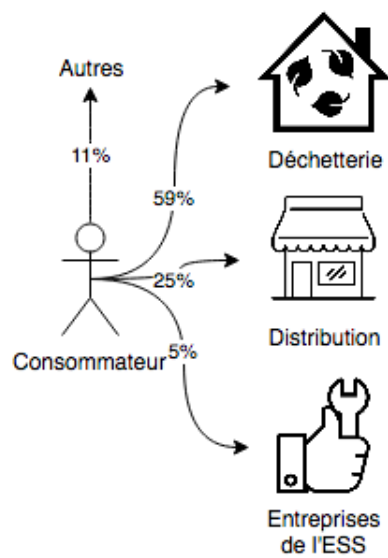 Autres
11%
59%
Déchetterie
25%
Distribution
Consommateur
5%
Entreprises
de l'ESS